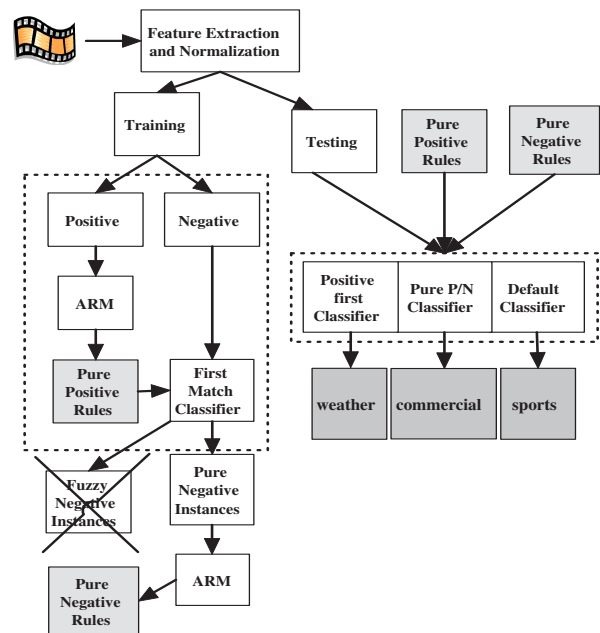 Feature Extraction
and Normalization
Training
Testing
Pure
Positive
Rules
Pure
Negative
Rules
Positive
Negative
ARM
Pure
Positive
Rules
First
Match
Classifier
Positive
first
Classifier
Pure P/N
Classifier
Default
Classifier
weather
commercial
sports
Fuzzy
Negative
Instances
Pure
Negative
Instances
ARM
Pure
Negative
Rules